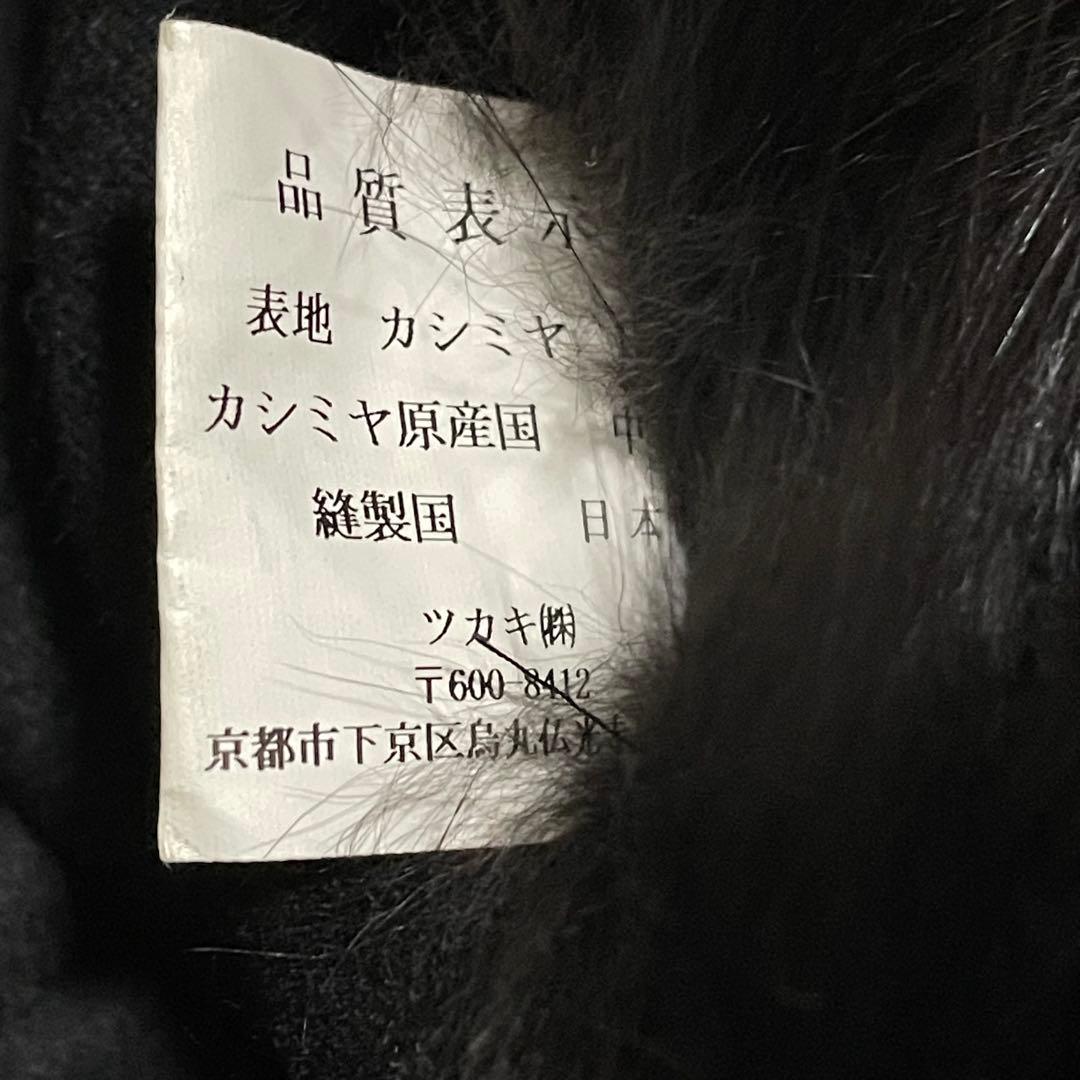 品質表示
表地 カシミヤ
カシミヤ原産国 中
縫製国 日本
ツカキ㈱
〒600-8412
京都市下京区烏丸仏光寺